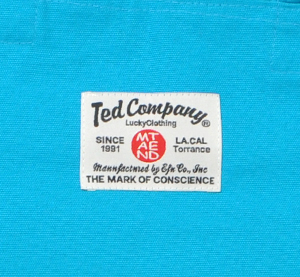 Ted Company®
LuckyClothing
SINCE
1991
MT
AE
ND
LA.CAL
Torrance
Manufactured by Efn Co., Inc
THE MARK OF CONSCIENCE